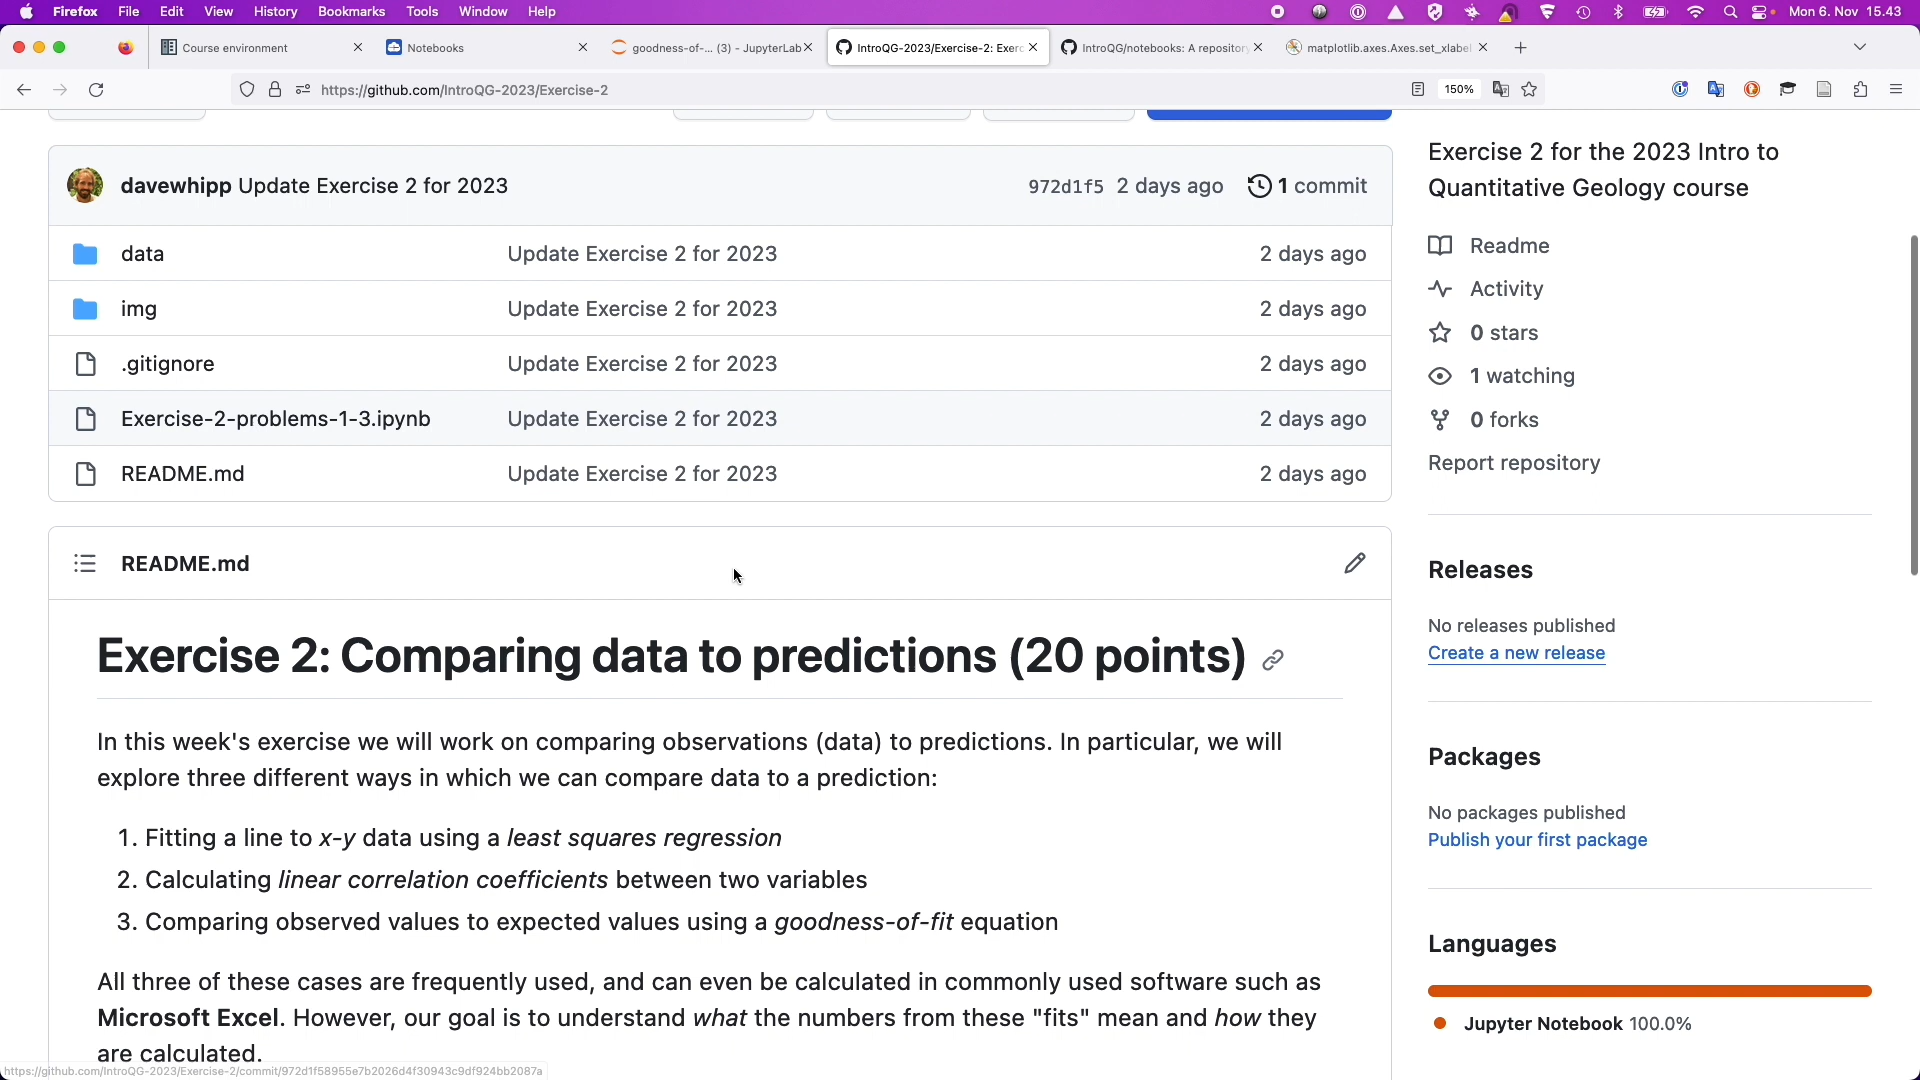 Firefox File Edit View History Bookmarks Tools Window Help Mon 6. Nov 15.43
Course environment Notebooks goodness-of-... (3) - JupyterLab IntroQG-2023/Exercise-2: Exerc IntroQG/notebooks: A repository matplotlib.axes.Axes.set_xlabel
https://github.com/IntroQG-2023/Exercise-2 150%
davewhipp Update Exercise 2 for 2023 972d1f5 2 days ago 1 commit
data Update Exercise 2 for 2023 2 days ago
img Update Exercise 2 for 2023 2 days ago
.gitignore Update Exercise 2 for 2023 2 days ago
Exercise-2-problems-1-3.ipynb Update Exercise 2 for 2023 2 days ago
README.md Update Exercise 2 for 2023 2 days ago
README.md
Exercise 2: Comparing data to predictions (20 points)
In this week's exercise we will work on comparing observations (data) to predictions. In particular, we will
explore three different ways in which we can compare data to a prediction:
1. Fitting a line to x-y data using a least squares regression
2. Calculating linear correlation coefficients between two variables
3. Comparing observed values to expected values using a goodness-of-fit equation
All three of these cases are frequently used, and can even be calculated in commonly used software such as
Microsoft Excel. However, our goal is to understand what the numbers from these "fits" mean and how they
are calculated.
https://github.com/IntroQG-2023/Exercise-2/commit/972d1f58955e7b2026d4f30943c9df924bb2087a
Exercise 2 for the 2023 Intro to
Quantitative Geology course
Readme
Activity
0 stars
1 watching
0 forks
Report repository
Releases
No releases published
Create a new release
Packages
No packages published
Publish your first package
Languages
Jupyter Notebook 100.0%